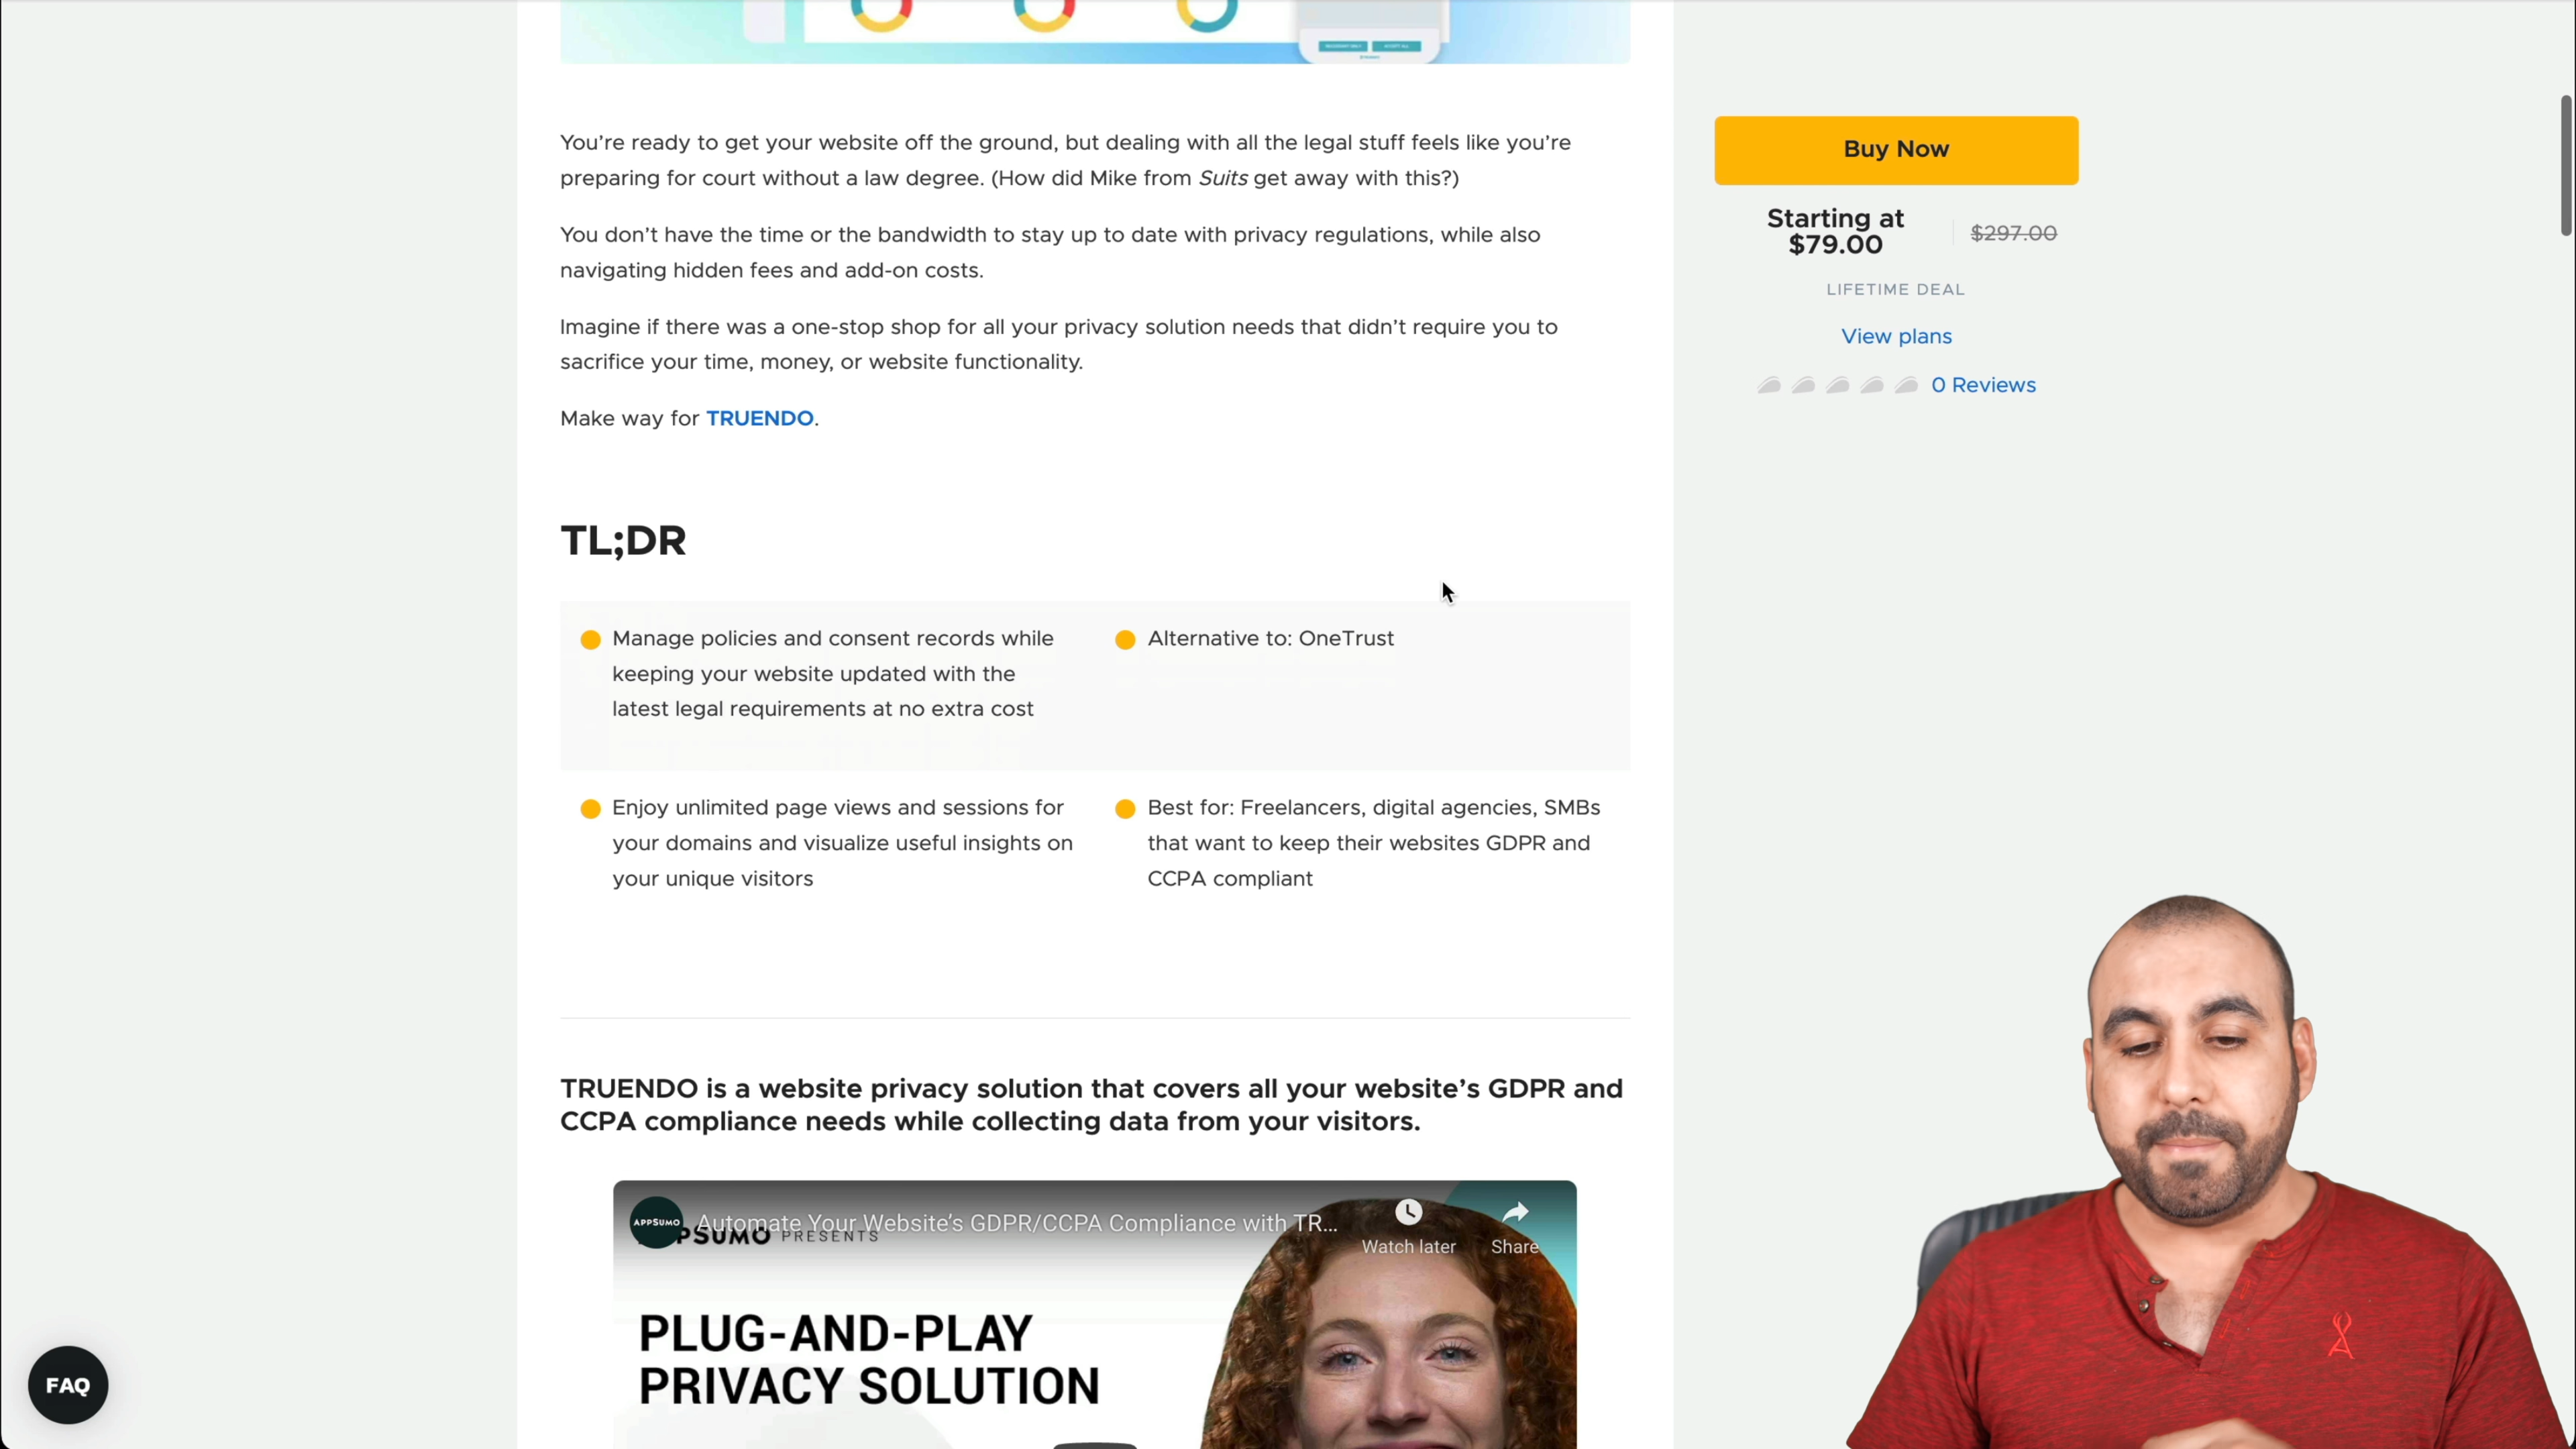 You're ready to get your website off the ground, but dealing with all the legal stuff feels like you're
preparing for court without a law degree. (How did Mike from Suits get away with this?)
You don't have the time or the bandwidth to stay up to date with privacy regulations, while also
navigating hidden fees and add-on costs.
Imagine if there was a one-stop shop for all your privacy solution needs that didn't require you to
sacrifice your time, money, or website functionality.
Make way for TRUENDO.
TL;DR
Manage policies and consent records while
keeping your website updated with the
latest legal requirements at no extra cost
Alternative to: OneTrust
Enjoy unlimited page views and sessions for
your domains and visualize useful insights on
your unique visitors
Best for: Freelancers, digital agencies, SMBs
that want to keep their websites GDPR and
CCPA compliant
TRUENDO is a website privacy solution that covers all your website's GDPR and
CCPA compliance needs while collecting data from your visitors.
APPSUMO
Automate Your Website's GDPR/CCPA Compliance with TR...
PSUMO PRESENTS
Watch later
Share
PLUG-AND-PLAY
PRIVACY SOLUTION
Buy Now
Starting at
$79.00
$297.00
LIFETIME DEAL
View plans
0 Reviews
FAQ